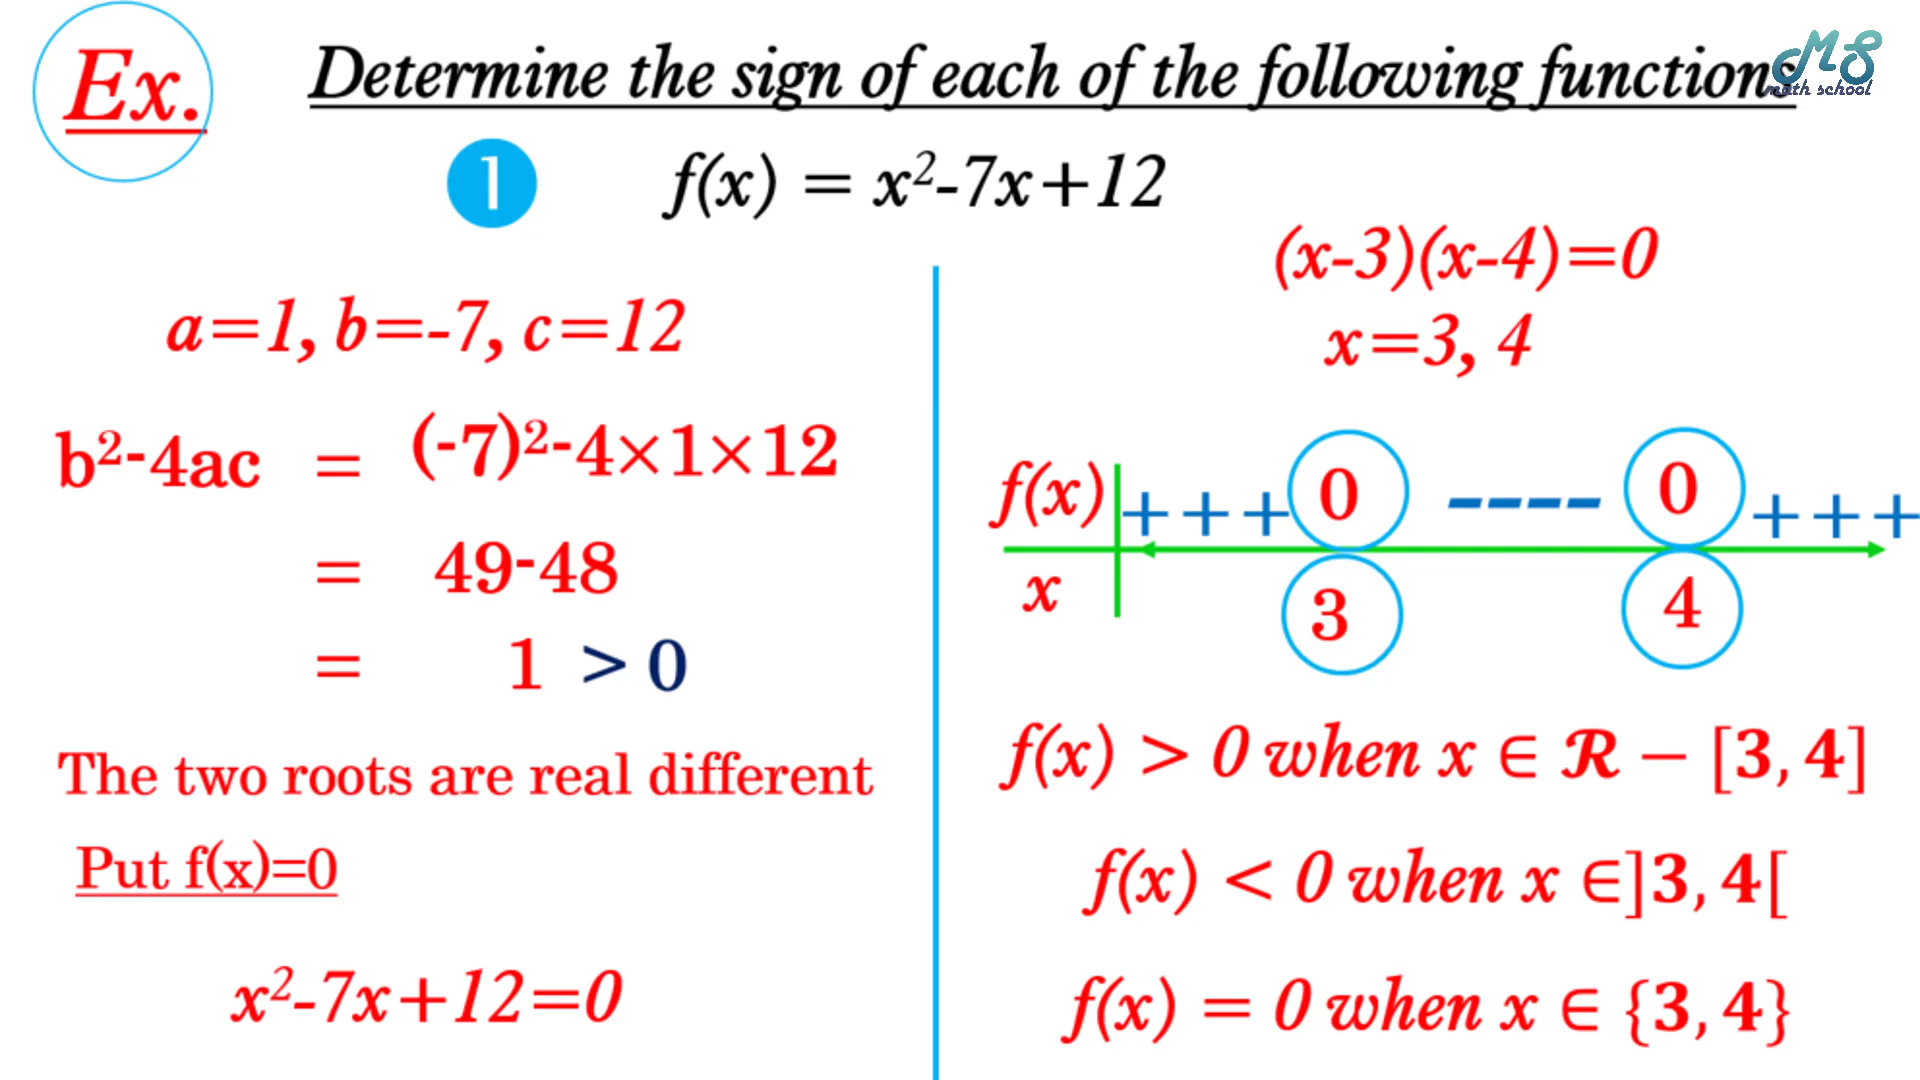 Ex.
Determine the sign of each of the following functions
MS
math school
1
f(x) = x²-7x+12
a=1, b=-7, c=12
b²-4ac = (-7)²-4×1×12
= 49-48
= 1 > 0
The two roots are real different
Put f(x)=0
x²-7x+12=0
(x-3)(x-4)=0
x=3, 4
f(x) +++ 0 ---- 0 +++
x 3 4
f(x) > 0 when x ∈ ℛ − [3, 4]
f(x) < 0 when x ∈]3, 4[
f(x) = 0 when x ∈ {3, 4}